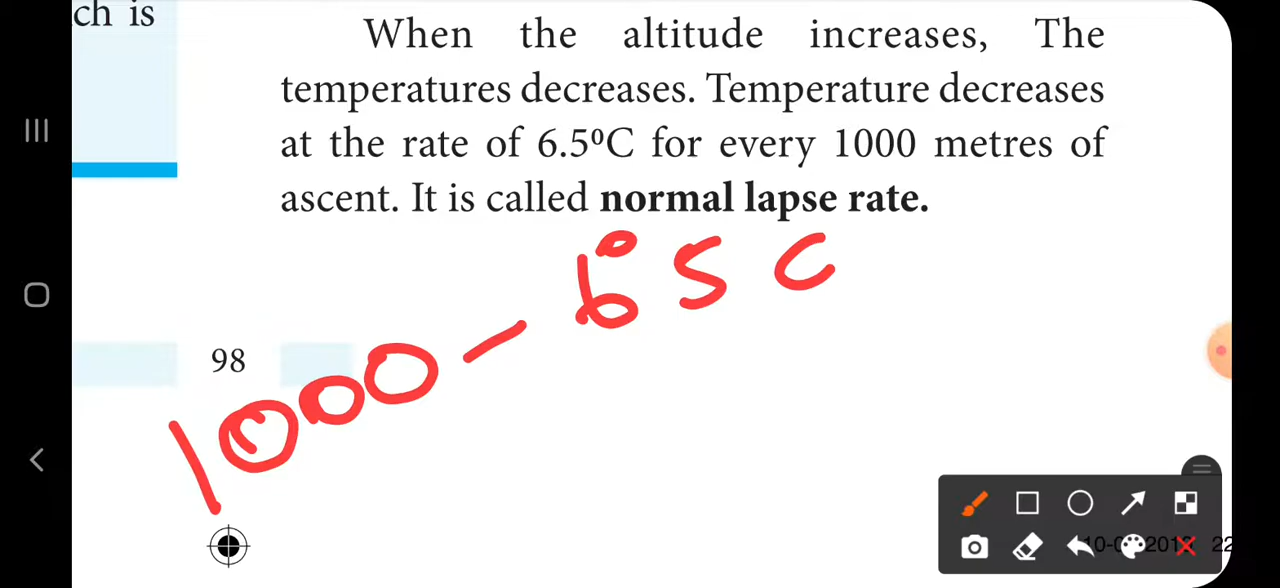 ch is
When the altitude increases, The
temperatures decreases. Temperature decreases
at the rate of 6.5⁰C for every 1000 metres of
ascent. It is called normal lapse rate.
1000 - 6°5 C
98